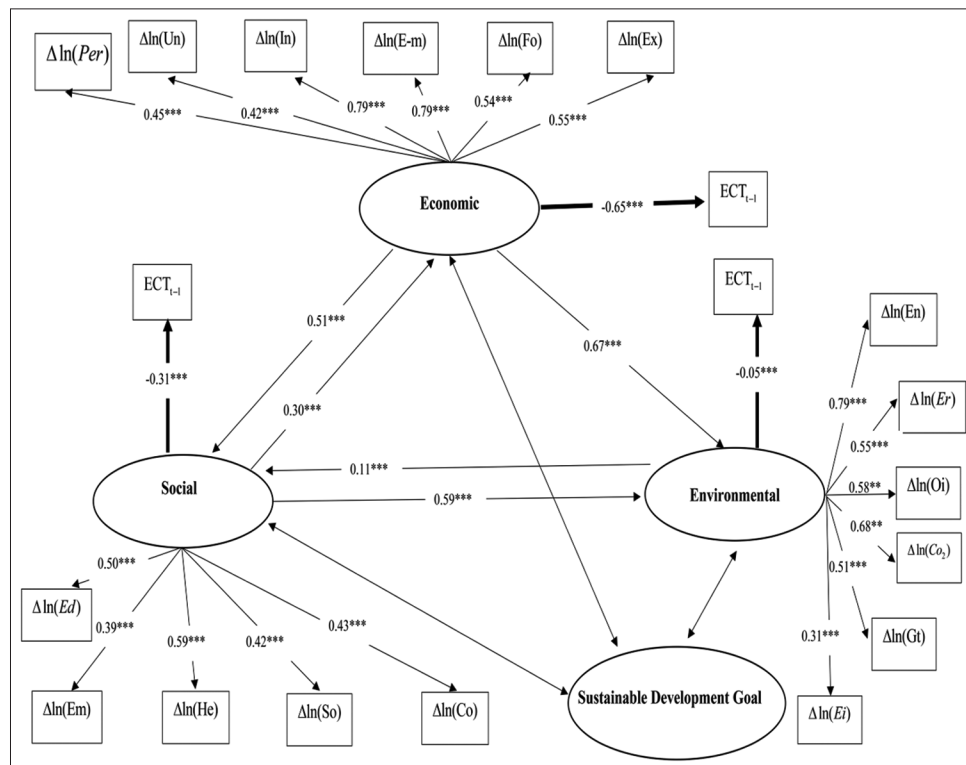 Δln(Per)
Δln(Un)
Δln(In)
Δln(E-m)
Δln(Fo)
Δln(Ex)
0.45***
0.42***
0.79***
0.79***
0.54***
0.55***
Economic
-0.65***
ECTt–1
ECTt–1
ECTt–1
Δln(En)
0.51***
0.67***
-0.31***
-0.05***
0.30***
0.79***
Δln(Er)
0.55***
0.11***
Social
0.59***
Environmental
0.58**
Δln(Oi)
0.68**
Δln(Co2)
0.50***
0.51***
Δln(Ed)
0.39***
0.59***
0.42***
0.43***
0.31***
Δln(Gt)
Δln(Em)
Δln(He)
Δln(So)
Δln(Co)
Sustainable Development Goal
Δln(Ei)